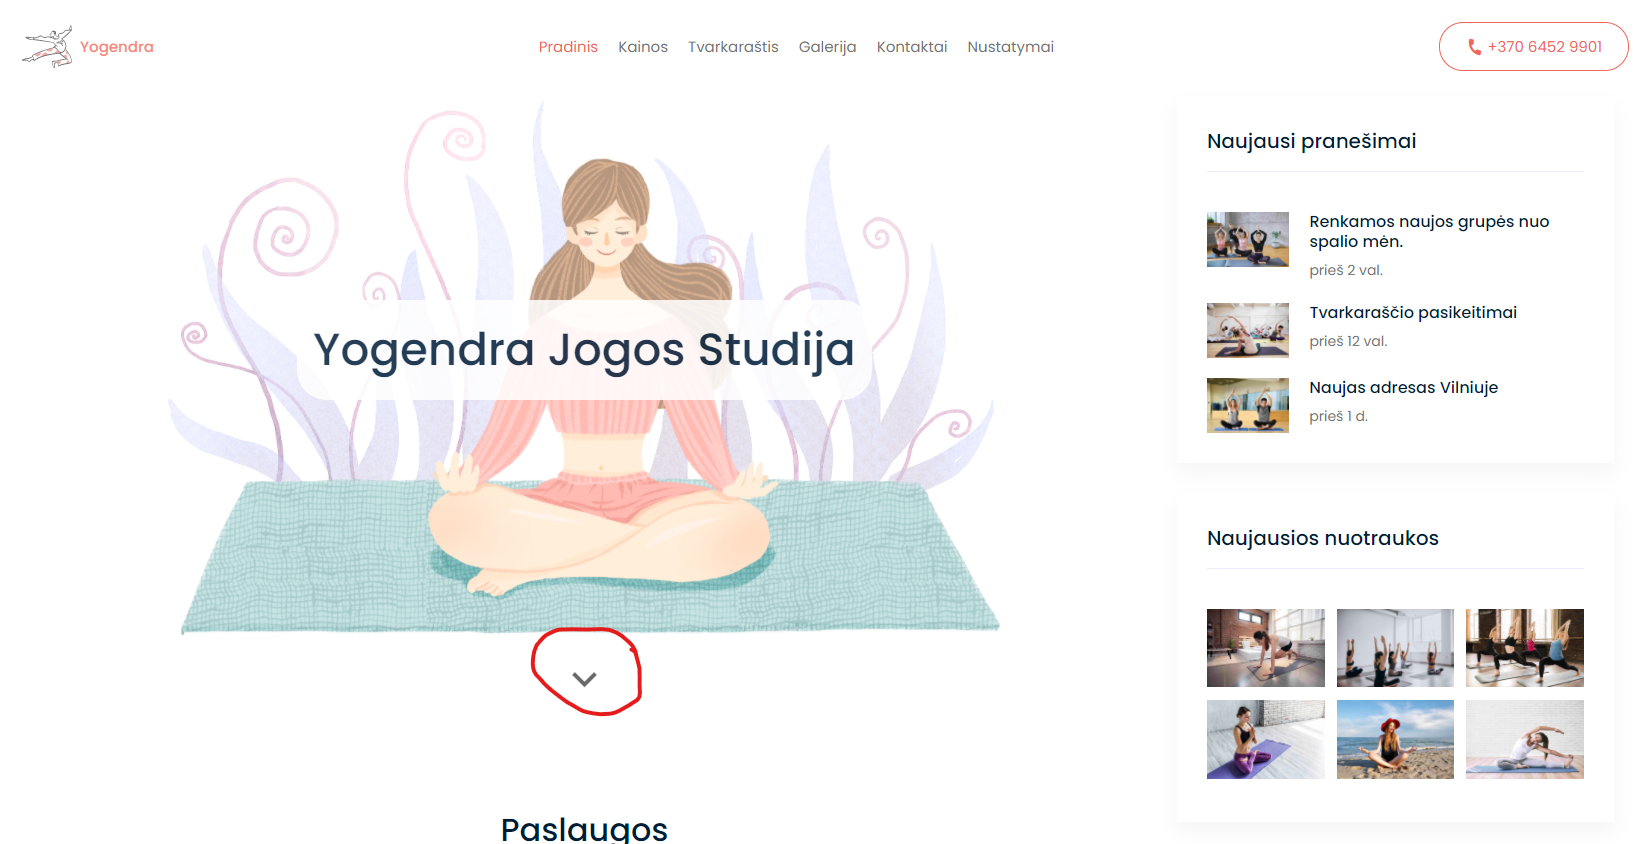 Yogendra
Pradinis Kainos Tvarkaraštis Galerija Kontaktai Nustatymai
+370 6452 9901
Yogendra Jogos Studija
Paslaugos
Naujausi pranešimai
Renkamos naujos grupės nuo
spalio mėn.
prieš 2 val.
Tvarkaraščio pasikeitimai
prieš 12 val.
Naujas adresas Vilniuje
prieš 1 d.
Naujausios nuotraukos